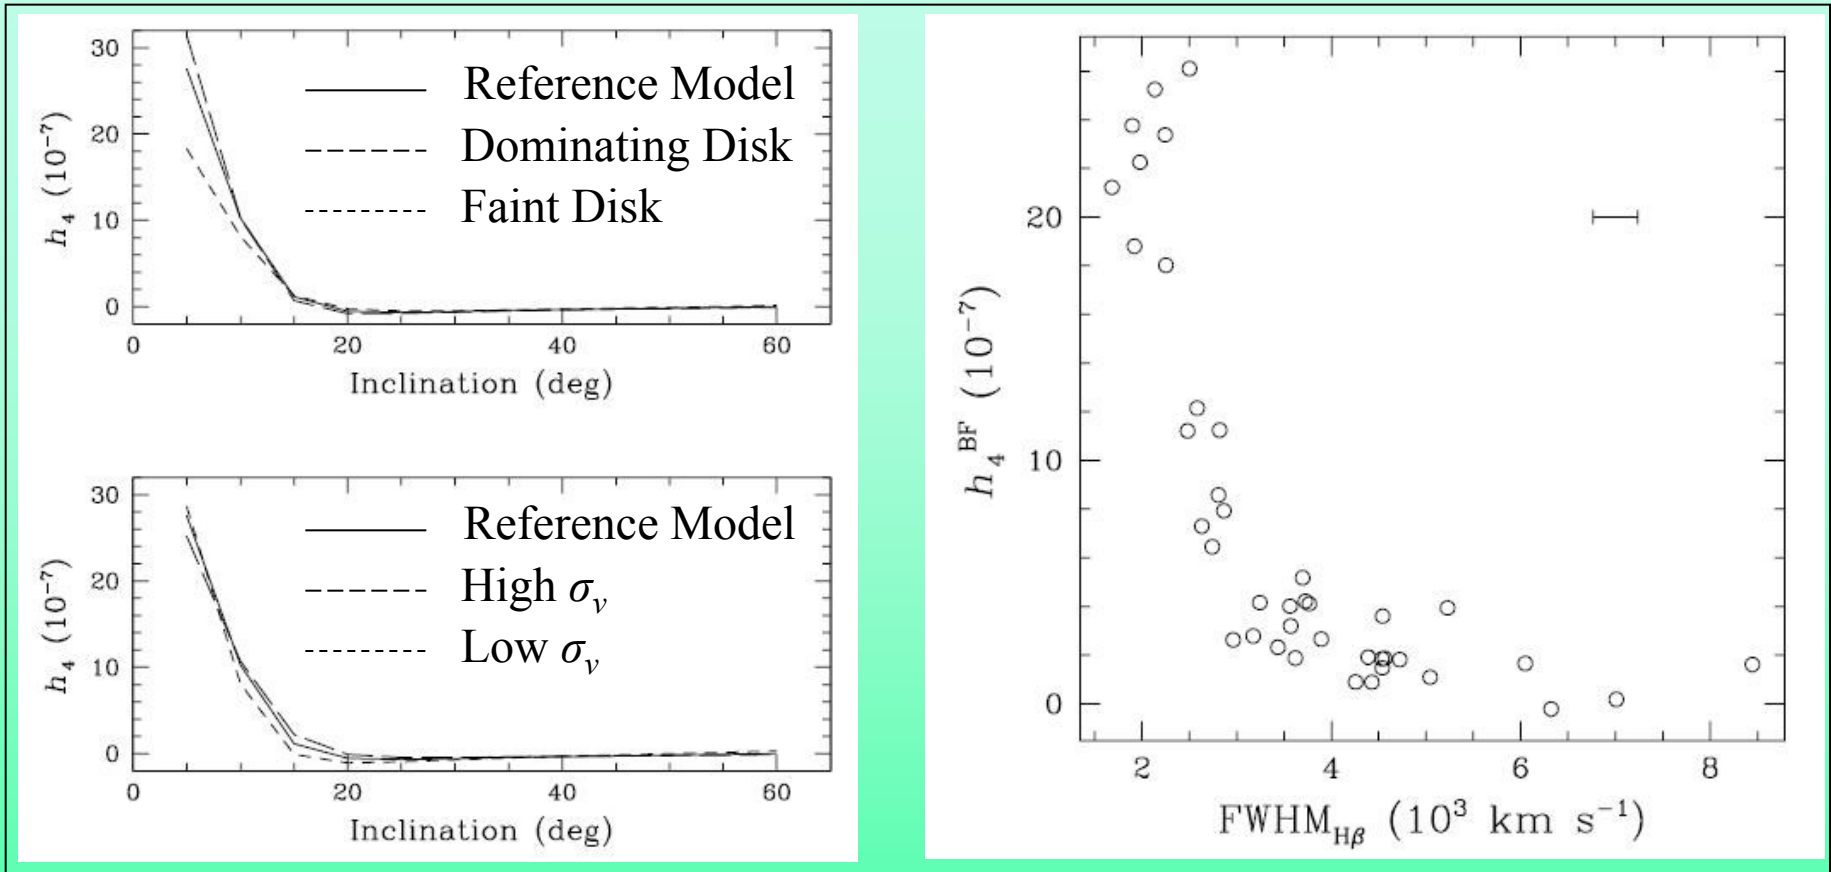 30
20
10
0
h₄ (10⁻⁷)
Reference Model
Dominating Disk
Faint Disk
0 20 40 60
Inclination (deg)
30
20
10
0
h₄ (10⁻⁷)
Reference Model
High σᵥ
Low σᵥ
0 20 40 60
Inclination (deg)
20
10
0
h₄ᴮᶠ (10⁻⁷)
2 4 6 8
FWHM_Hβ (10³ km s⁻¹)